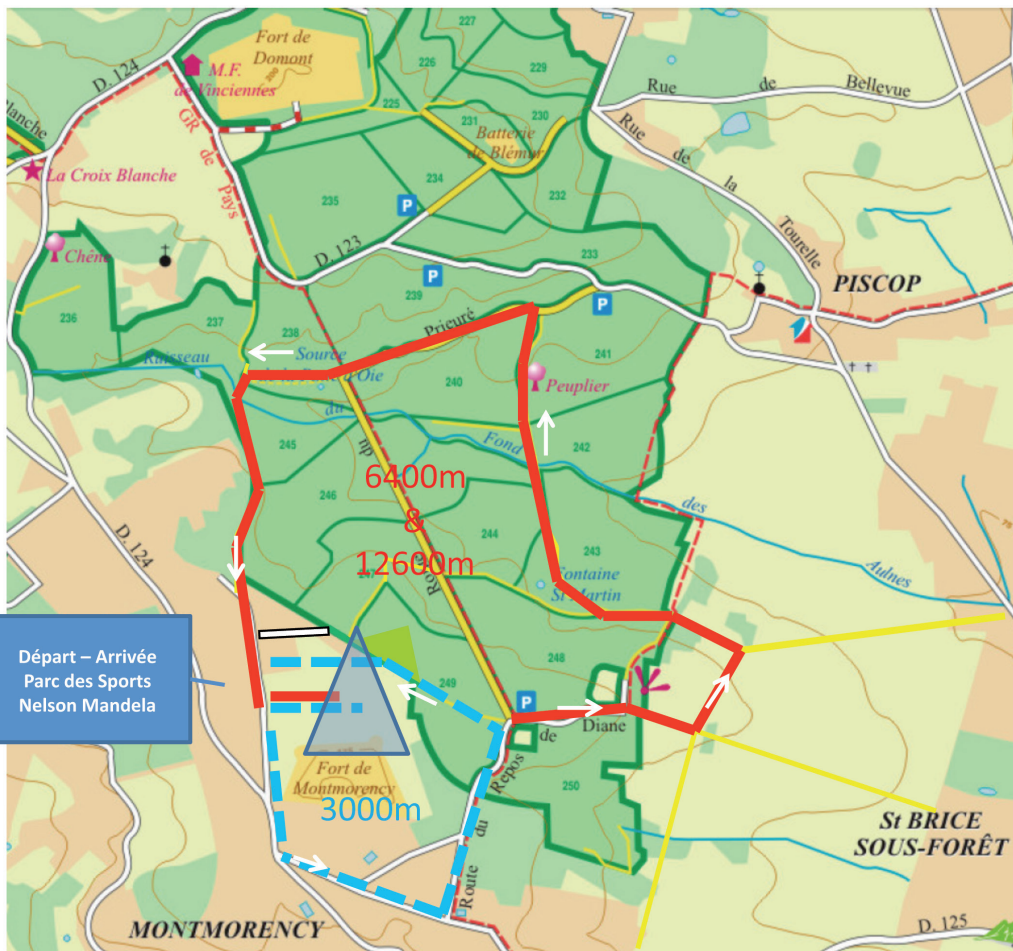 227
Fort de
Domont
226
229
D. 124
M.F.
de Vinciennes
225
Rue de Bellevue
231
230
Batterie
de Blémur
Rue de la Tourelle
GR de Pays
La Croix Blanche
234
232
235
P
Chêne
D. 123
233
PISCOP
236
237
238
239
P
P
Prieuré
241
Ruisseau
Source
240
Peuplier
du
Fond
242
des
Aulnes
245
du
6400m
&
12600m
246
244
243
D. 124
247
Fontaine
St Martin
Départ – Arrivée
Parc des Sports
Nelson Mandela
248
249
P
de
Diane
Repos
250
Fort de
Montmorency
3000m
du
Route
St BRICE
SOUS-FORÊT
MONTMORENCY
D. 125